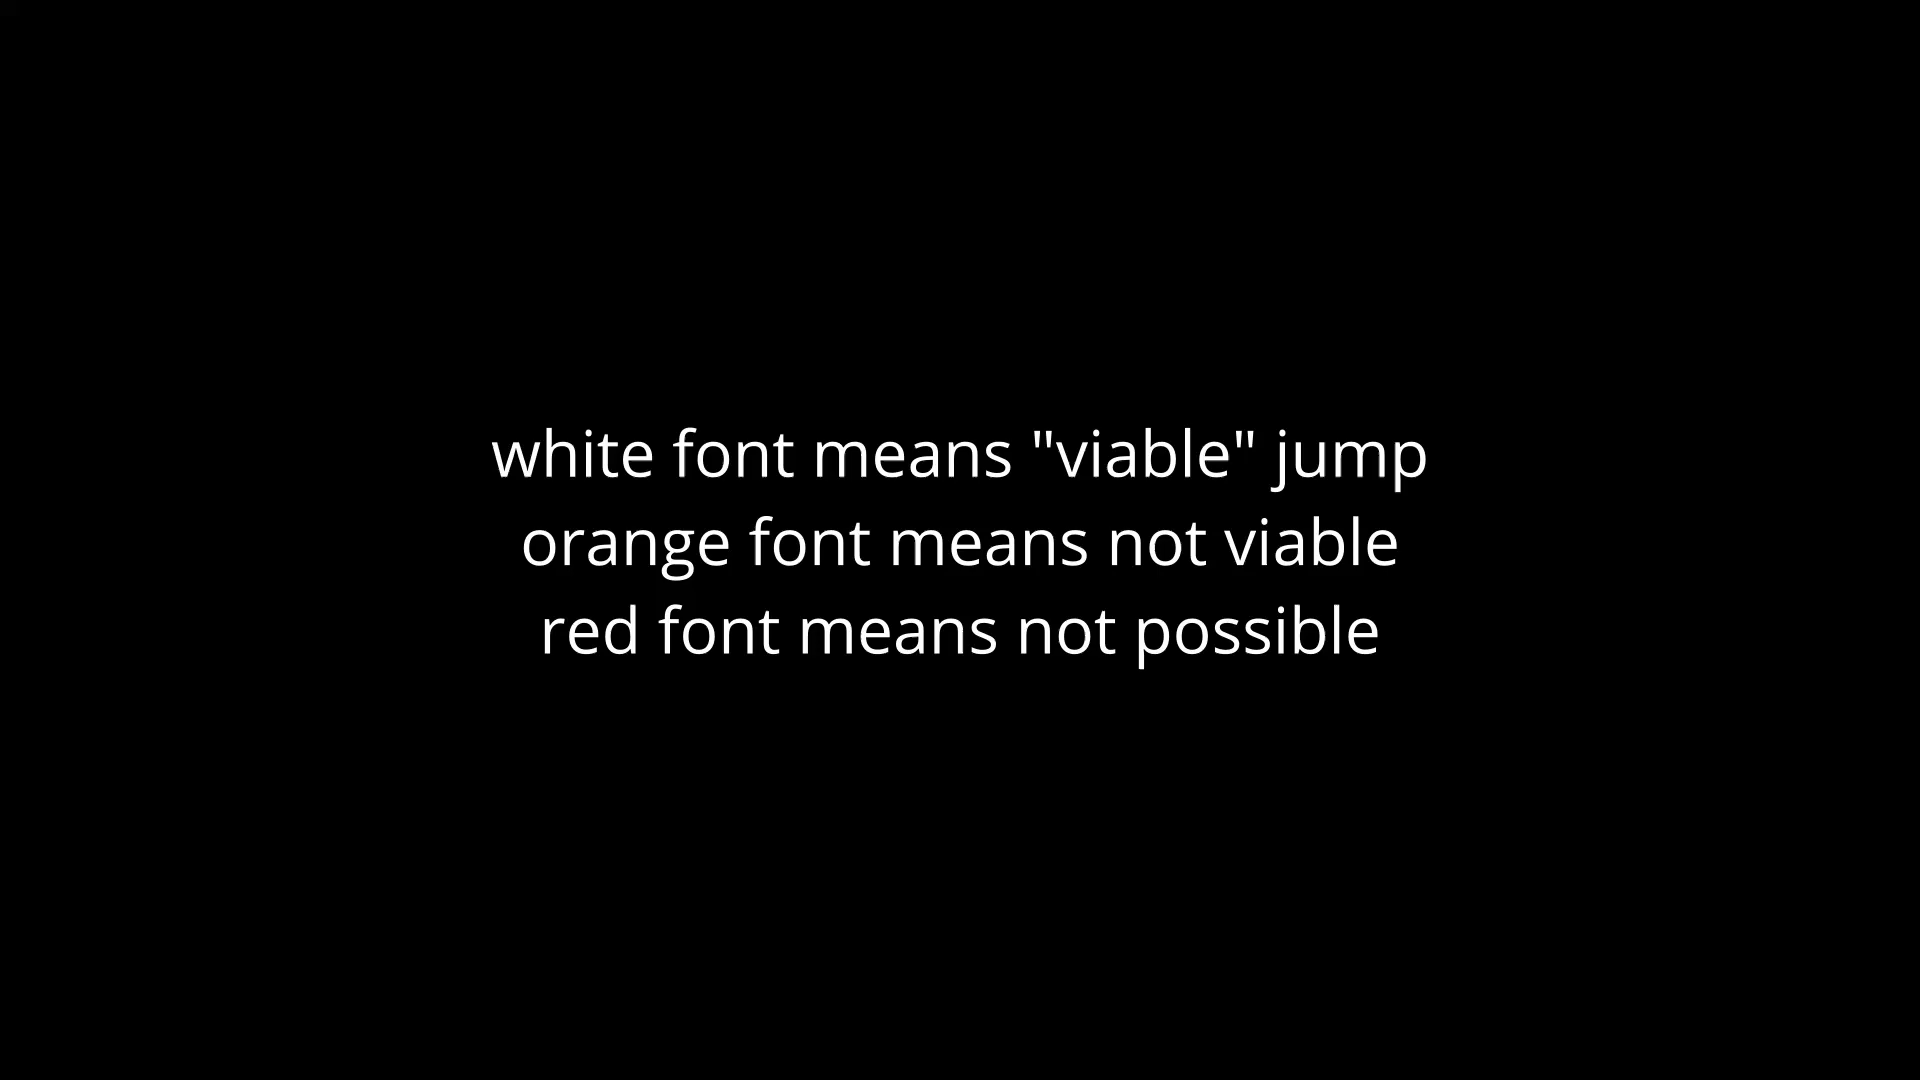 white font means "viable" jump
orange font means not viable
red font means not possible